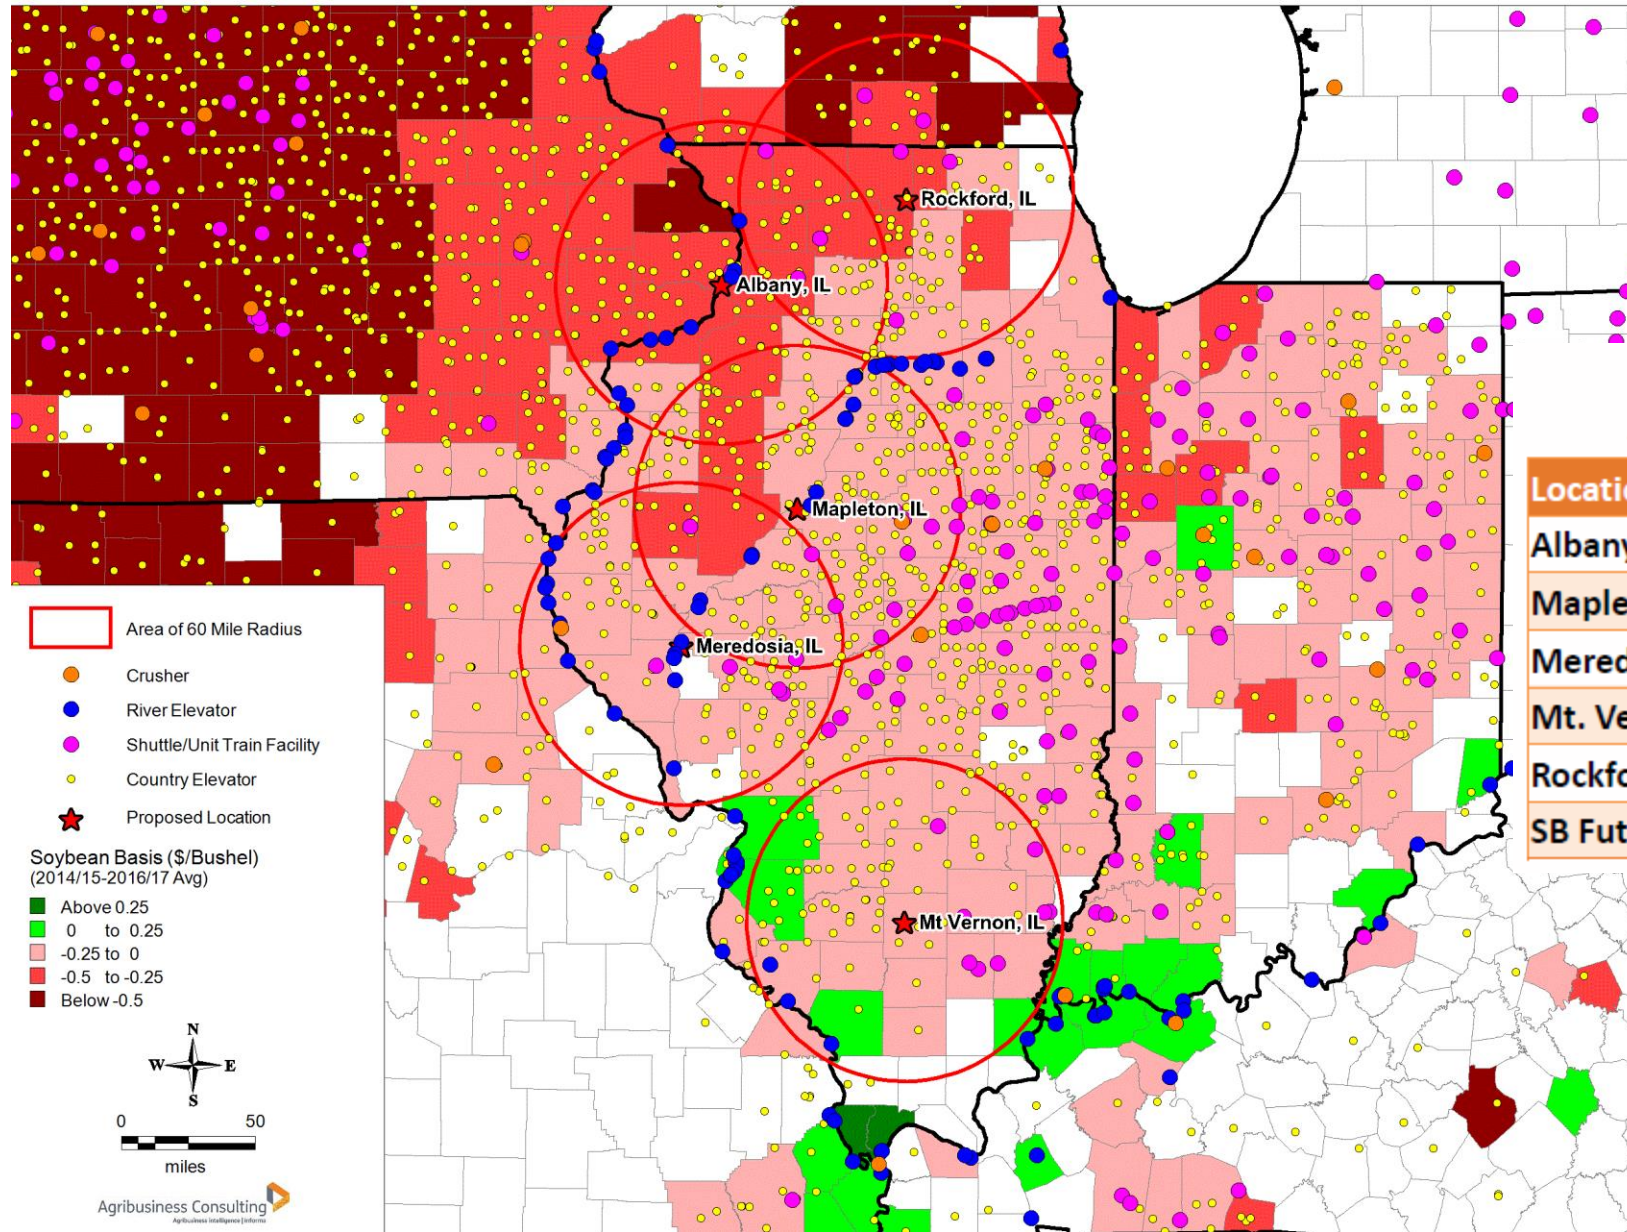 Rockford, IL
Albany, IL
Mapleton, IL
Meredosia, IL
Mt Vernon, IL
Area of 60 Mile Radius
Crusher
River Elevator
Shuttle/Unit Train Facility
Country Elevator
Proposed Location
Soybean Basis ($/Bushel)
(2014/15-2016/17 Avg)
Above 0.25
0 to 0.25
-0.25 to 0
-0.5 to -0.25
Below -0.5
N
W E
S
0 50
miles
Agribusiness Consulting
Agribusiness Intelligence | Informa
Locatio
Albany
Maple
Mered
Mt. Ve
Rockfo
SB Fut